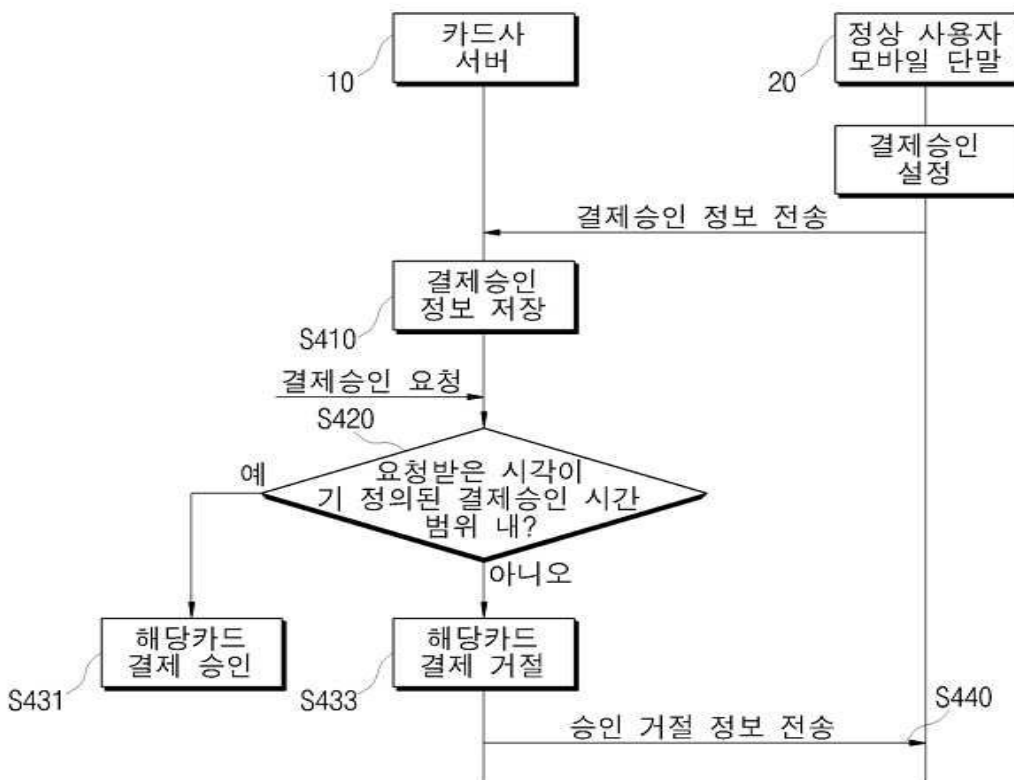 카드사
서버
10
정상 사용자
모바일 단말
20
결제승인
설정
결제승인 정보 전송
결제승인
정보 저장
S410
결제승인 요청
S420
예
요청받은 시각이
기 정의된 결제승인 시간
범위 내?
아니오
해당카드
결제 승인
S431
해당카드
결제 거절
S433
승인 거절 정보 전송
S440